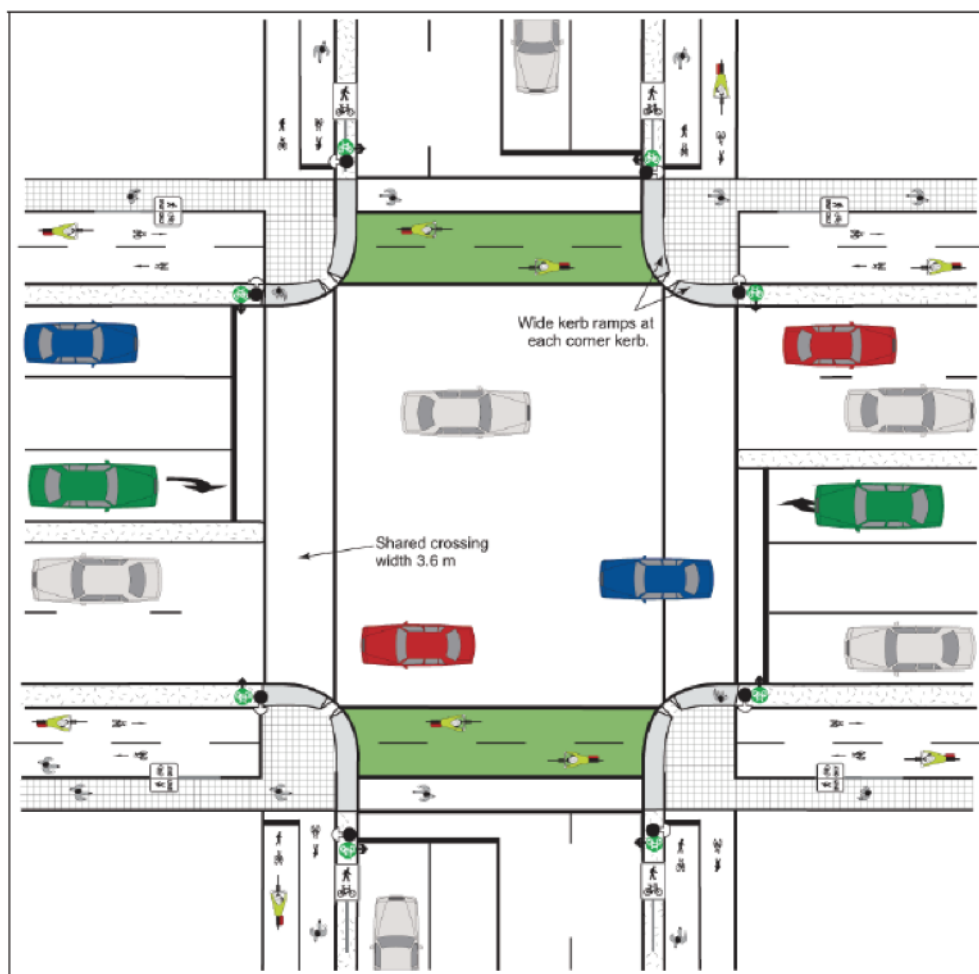 Wide kerb ramps at
each corner kerb.
Shared crossing
width 3.6 m